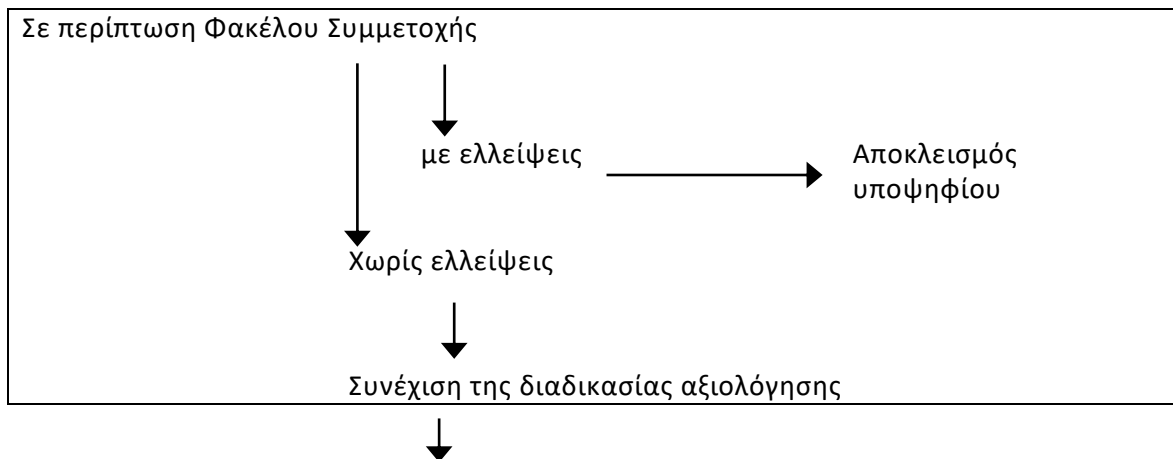 Σε περίπτωση Φακέλου Συμμετοχής
με ελλείψεις
Αποκλεισμός
υποψηφίου
Χωρίς ελλείψεις
Συνέχιση της διαδικασίας αξιολόγησης